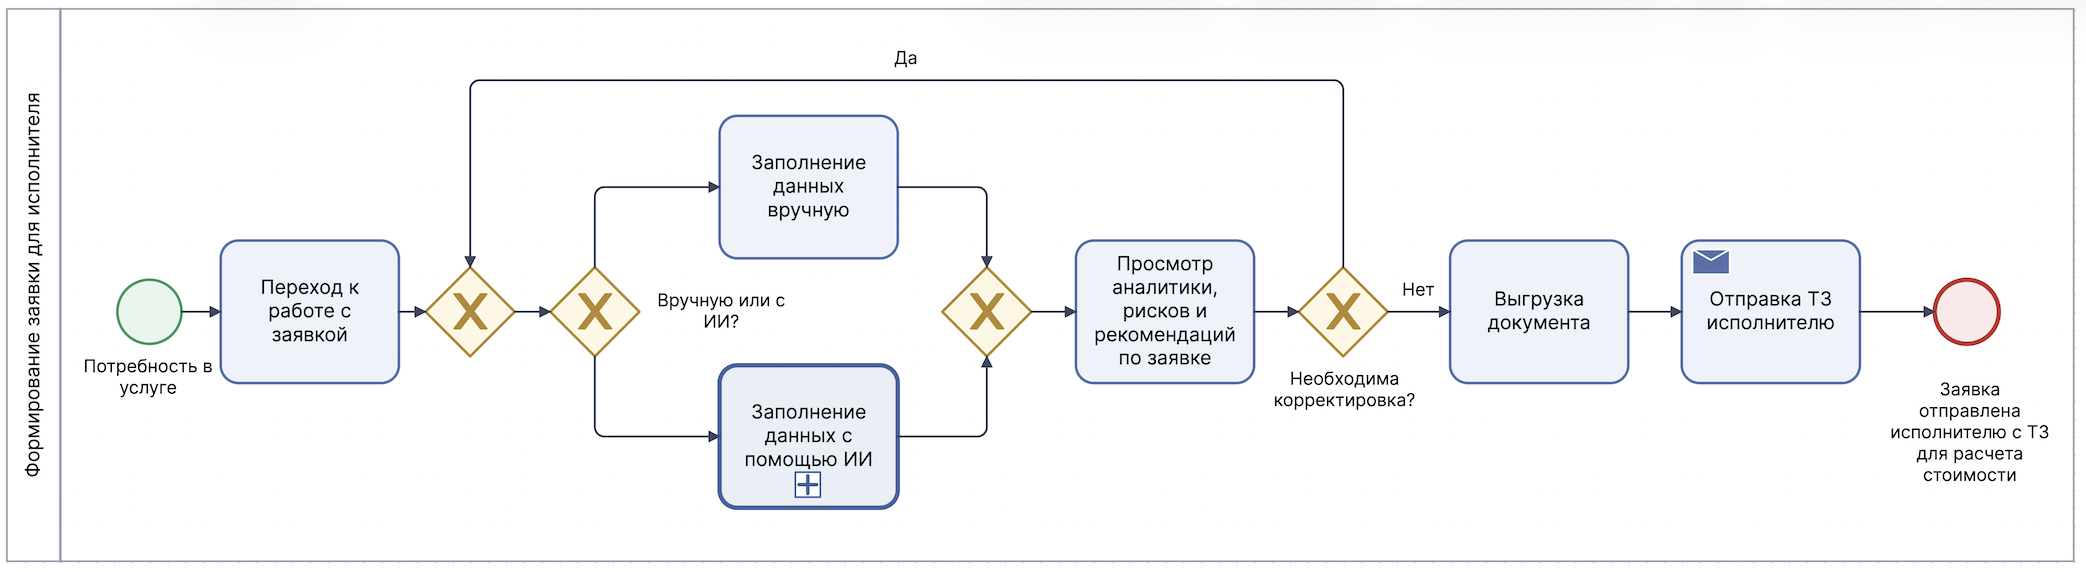 Формирование заявки для исполнителя
Да
Потребность в
услуге
Переход к
работе с
заявкой
Вручную или с
ИИ?
Заполнение
данных
вручную
Заполнение
данных с
помощью ИИ
Просмотр
аналитики,
рисков и
рекомендаций
по заявке
Необходима
корректировка?
Нет
Выгрузка
документа
Отправка ТЗ
исполнителю
Заявка
отправлена
исполнителю с ТЗ
для расчета
стоимости